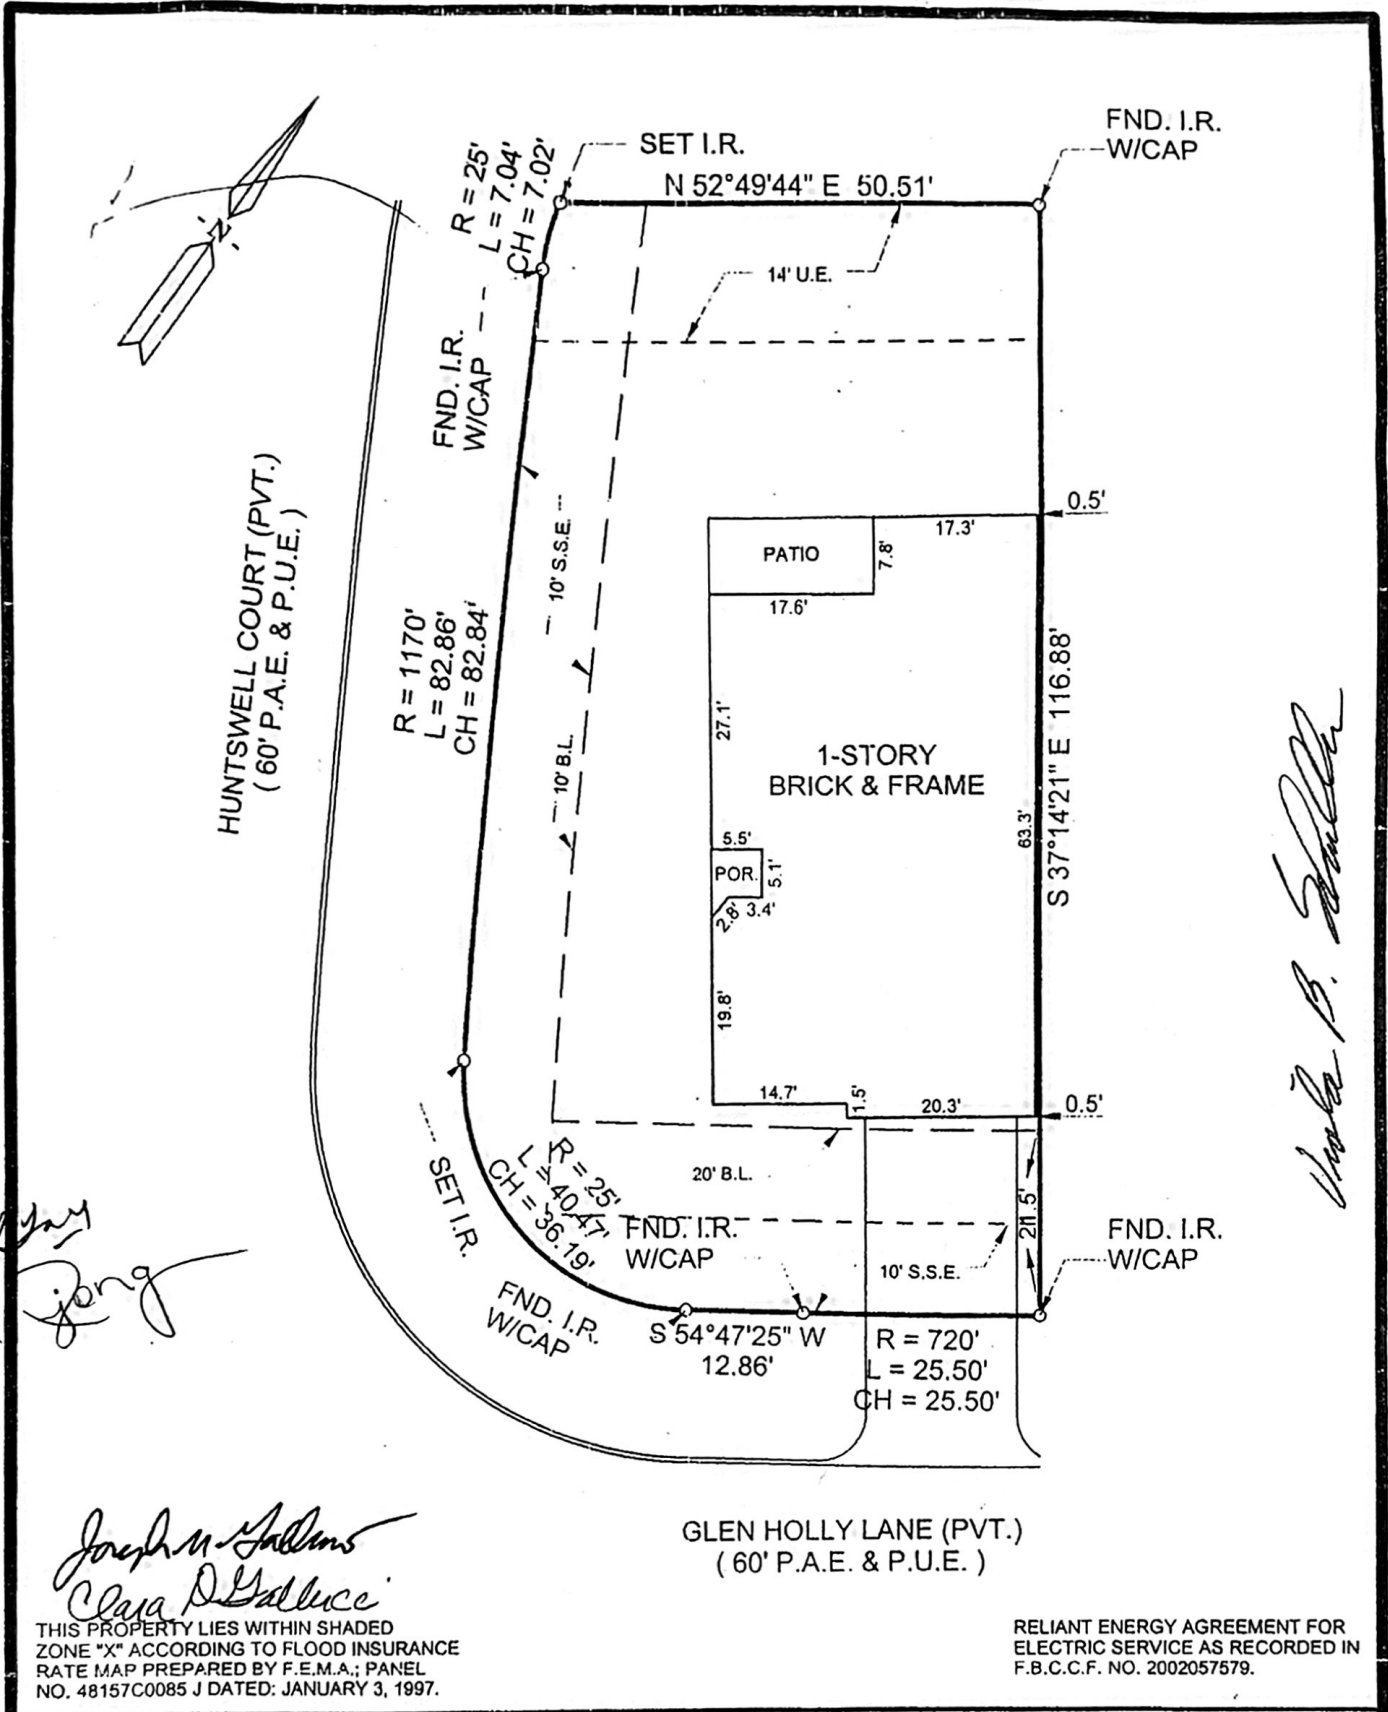 SET I.R.
FND. I.R.
W/CAP
R = 25'
L = 7.04'
CH = 7.02'
N 52°49'44" E 50.51'
N
14' U.E.
FND. I.R.
W/CAP
10' S.S.E.
HUNTSWELL COURT (PVT.)
( 60' P.A.E. & P.U.E. )
R = 1170'
L = 82.86'
CH = 82.84'
10' B.L.
0.5'
17.3'
PATIO
7.8'
17.6'
27.1'
1-STORY
BRICK & FRAME
63.3'
S 37°14'21" E 116.88'
5.5'
POR.
5.1'
2.8'
3.4'
19.8'
14.7'
1.5'
20.3'
0.5'
SET I.R.
R = 25'
L = 40.47'
CH = 36.19'
20' B.L.
FND. I.R.
W/CAP
10' S.S.E.
FND. I.R.
W/CAP
FND. I.R.
W/CAP
S 54°47'25" W
12.86'
R = 720'
L = 25.50'
CH = 25.50'
GLEN HOLLY LANE (PVT.)
( 60' P.A.E. & P.U.E. )
Clara D Gallucci
THIS PROPERTY LIES WITHIN SHADED
ZONE "X" ACCORDING TO FLOOD INSURANCE
RATE MAP PREPARED BY F.E.M.A.; PANEL
NO. 48157C0085 J DATED: JANUARY 3, 1997.
RELIANT ENERGY AGREEMENT FOR
ELECTRIC SERVICE AS RECORDED IN
F.B.C.C.F. NO. 2002057579.